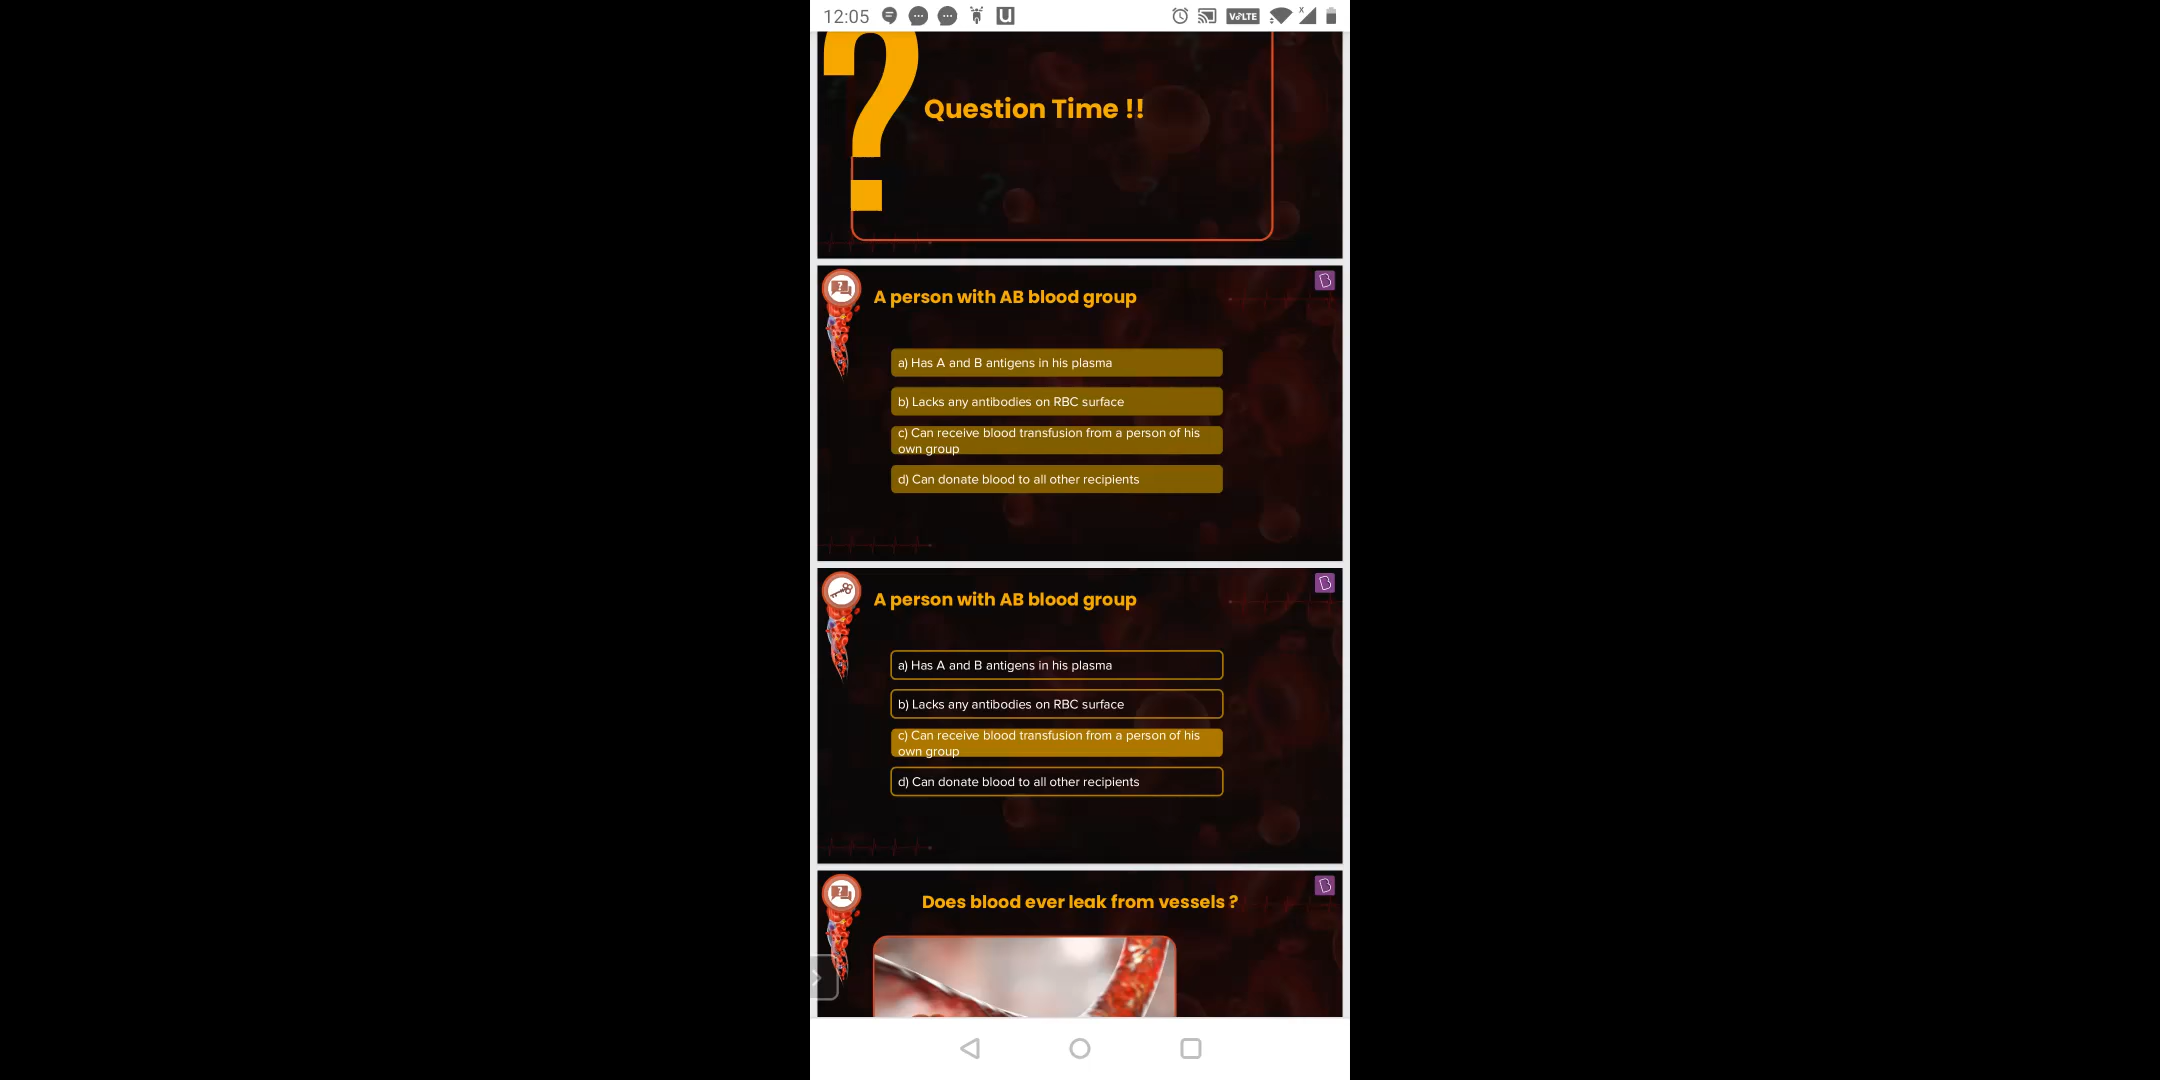 12:05
VoLTE
Question Time !!
A person with AB blood group
a) Has A and B antigens in his plasma
b) Lacks any antibodies on RBC surface
c) Can receive blood transfusion from a person of his
own group
d) Can donate blood to all other recipients
A person with AB blood group
a) Has A and B antigens in his plasma
b) Lacks any antibodies on RBC surface
c) Can receive blood transfusion from a person of his
own group
d) Can donate blood to all other recipients
Does blood ever leak from vessels ?